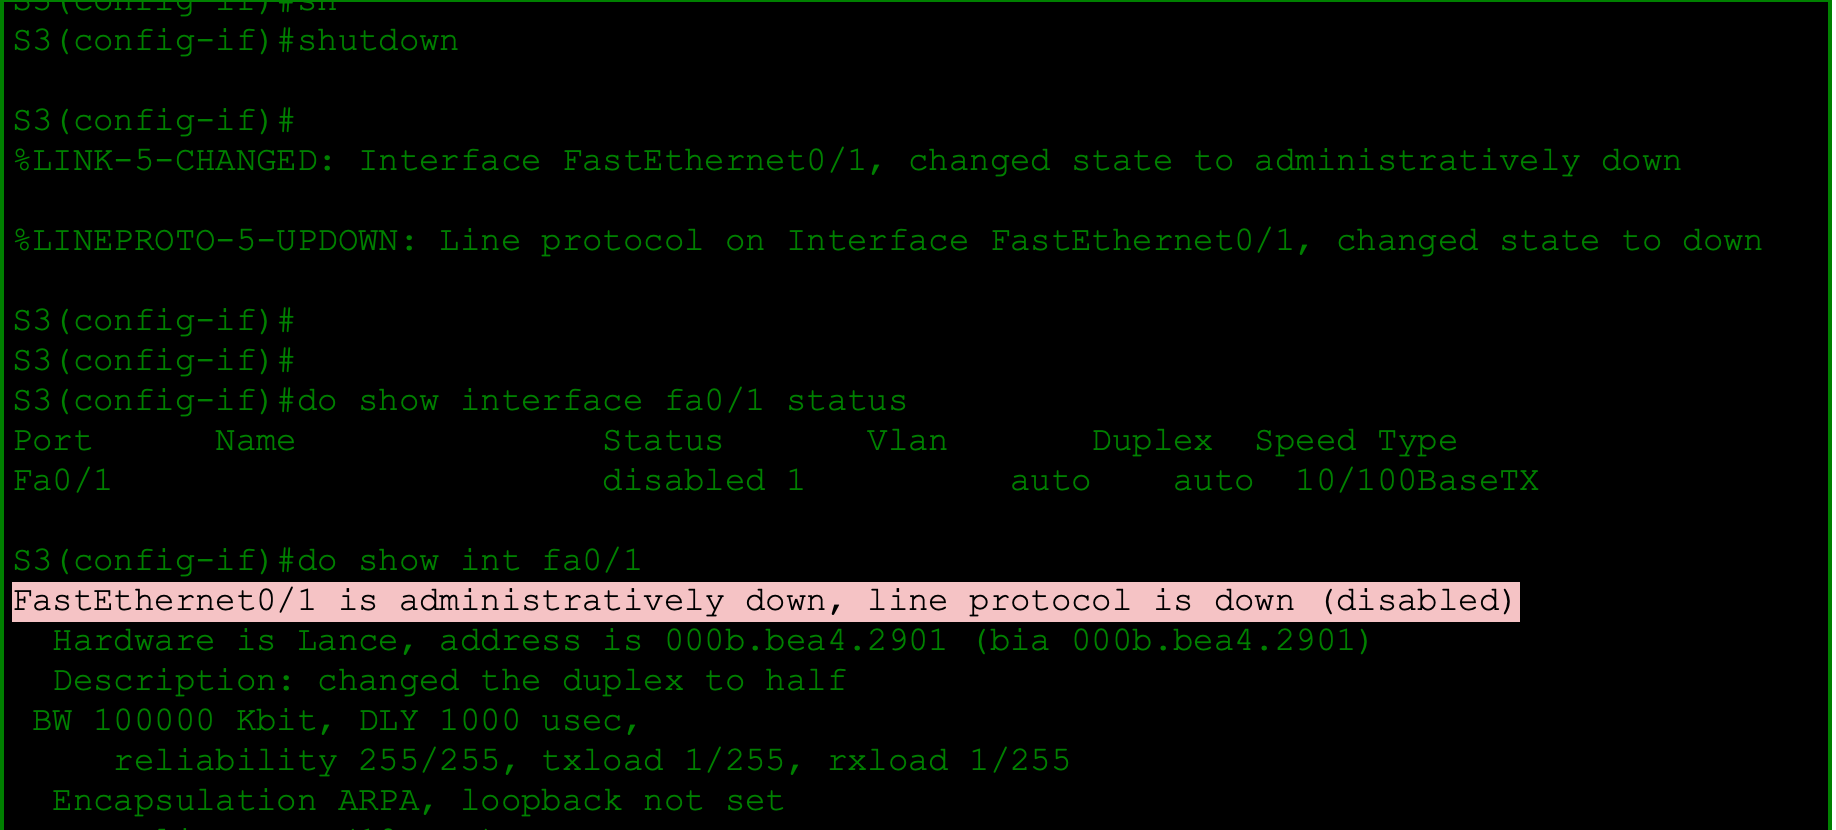 S3(config-if)#sh
S3(config-if)#shutdown
S3(config-if)#
%LINK-5-CHANGED: Interface FastEthernet0/1, changed state to administratively down
%LINEPROTO-5-UPDOWN: Line protocol on Interface FastEthernet0/1, changed state to down
S3(config-if)#
S3(config-if)#
S3(config-if)#do show interface fa0/1 status
Port      Name               Status       Vlan       Duplex  Speed Type
Fa0/1                        disabled 1          auto    auto  10/100BaseTX
S3(config-if)#do show int fa0/1
FastEthernet0/1 is administratively down, line protocol is down (disabled)
  Hardware is Lance, address is 000b.bea4.2901 (bia 000b.bea4.2901)
  Description: changed the duplex to half
 BW 100000 Kbit, DLY 1000 usec,
     reliability 255/255, txload 1/255, rxload 1/255
  Encapsulation ARPA, loopback not set